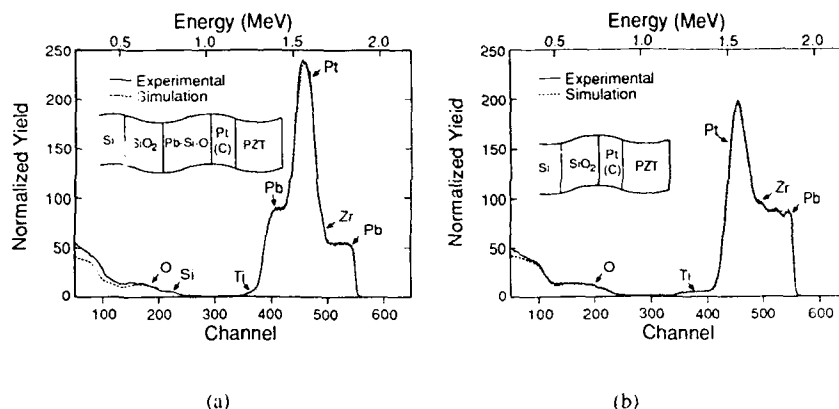 Energy (MeV)
0.5 1.0 1.5 2.0
250
200
150
100
50
0
Normalized Yield
Experimental
Simulation
Si SiO2 Pb-Si-O Pt (C) PZT
Pt
Pb
Zr
Pb
O
Si
Ti
100 200 300 400 500 600
Channel
(a)
Energy (MeV)
0.5 1.0 1.5 2.0
250
200
150
100
50
0
Normalized Yield
Experimental
Simulation
Si SiO2 Pt (C) PZT
Pt
Zr
Pb
O
Ti
100 200 300 400 500 600
Channel
(b)